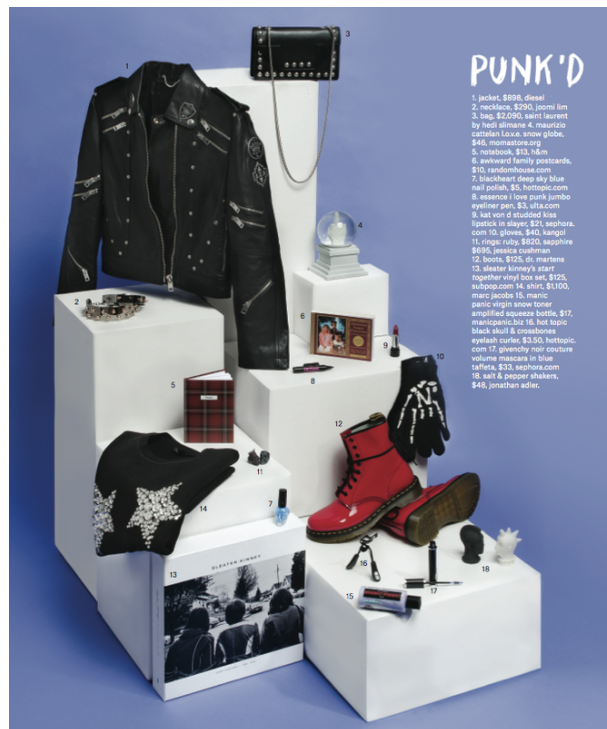 PUNK'D
1. jacket, $898, diesel
2. necklace, $290, joomi lim
3. bag, $2,090, saint laurent
by hedi slimane 4. maurizio
cattelan l.o.v.e. snow globe,
$46, momastore.org
5. notebook, $13, h&m
6. awkward family postcards,
$10, randomhouse.com
7. blackheart deep sky blue
nail polish, $5, hottopic.com
8. essence i love punk jumbo
eyeliner pen, $3, ulta.com
9. kat von d studded kiss
lipstick in slayer, $21, sephora.
com 10. gloves, $40, kangol
11. rings: ruby, $820, sapphire
$695, jessica cushman
12. boots, $125, dr. martens
13. sleater kinney's start
together vinyl box set, $125,
subpop.com 14. shirt, $1,100,
marc jacobs 15. manic
panic virgin snow toner
amplified squeeze bottle, $17,
manicpanic.biz 16. hot topic
black skull & crossbones
eyelash curler, $3.50, hottopic.
com 17. givenchy noir couture
volume mascara in blue
taffeta, $33, sephora.com
18. salt & pepper shakers,
$48, jonathan adler.
1
3
4
2
6
9
10
8
5
12
11
7
14
16
18
13
SLEATER-KINNEY
17
15